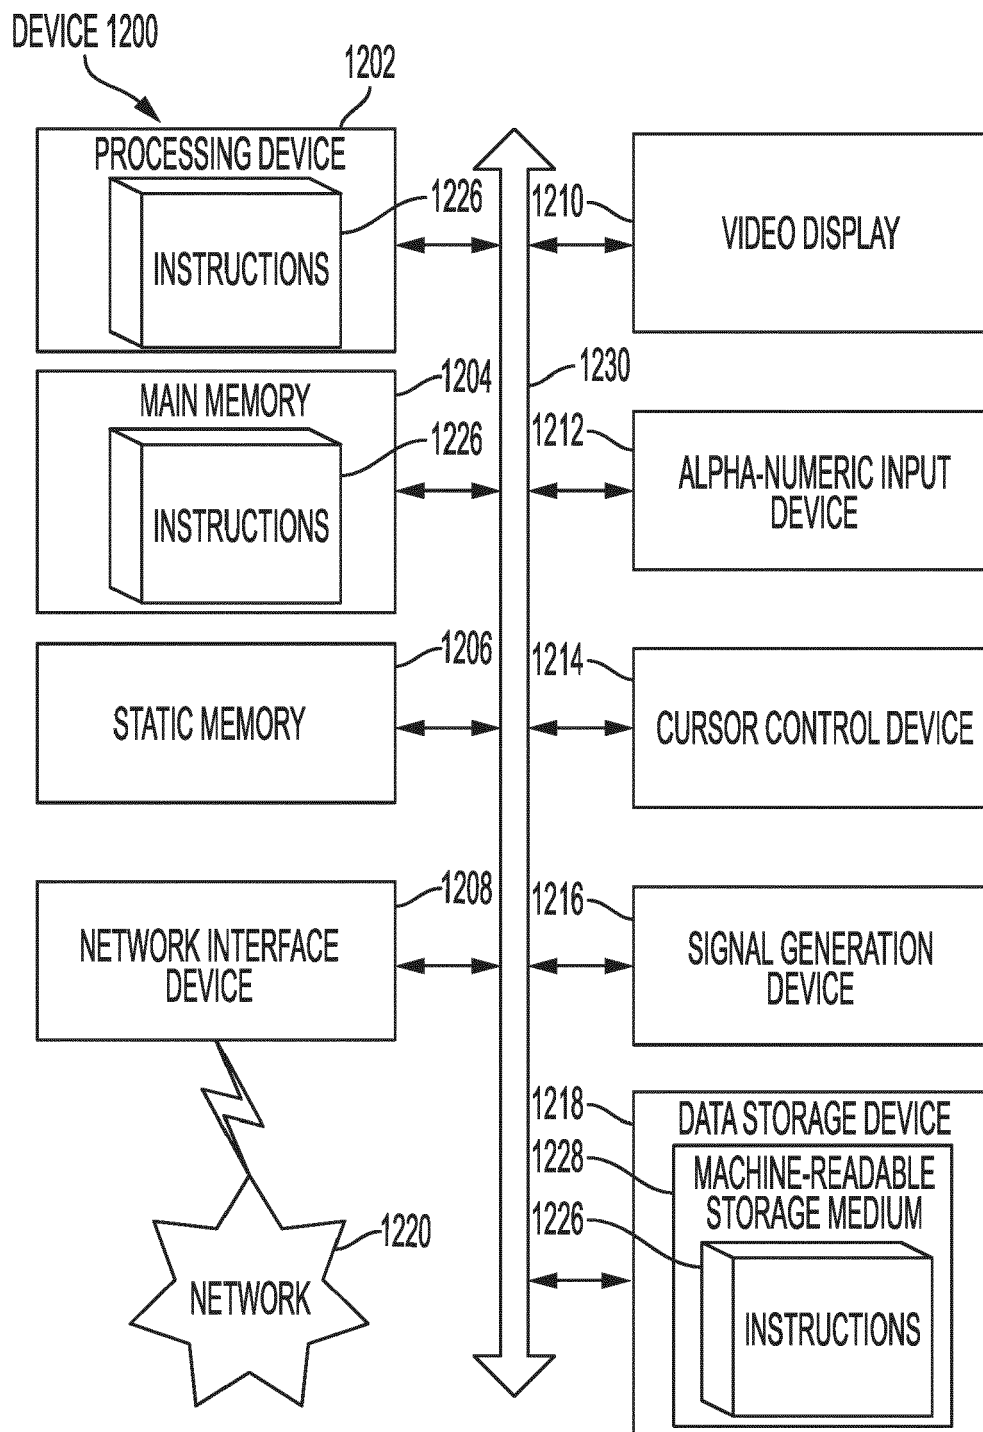 DEVICE 1200
1202
PROCESSING DEVICE
1226
INSTRUCTIONS
1204
MAIN MEMORY
1226
INSTRUCTIONS
1206
STATIC MEMORY
1208
NETWORK INTERFACE
DEVICE
1220
NETWORK
1230
1210
VIDEO DISPLAY
1212
ALPHA-NUMERIC INPUT
DEVICE
1214
CURSOR CONTROL DEVICE
1216
SIGNAL GENERATION
DEVICE
1218
DATA STORAGE DEVICE
1228
MACHINE-READABLE
STORAGE MEDIUM
1226
INSTRUCTIONS